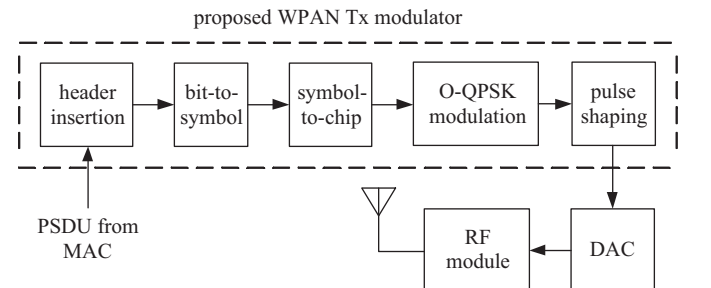 proposed WPAN Tx modulator
header
insertion
bit-to-
symbol
symbol-
to-chip
O-QPSK
modulation
pulse
shaping
PSDU from
MAC
RF
module
DAC